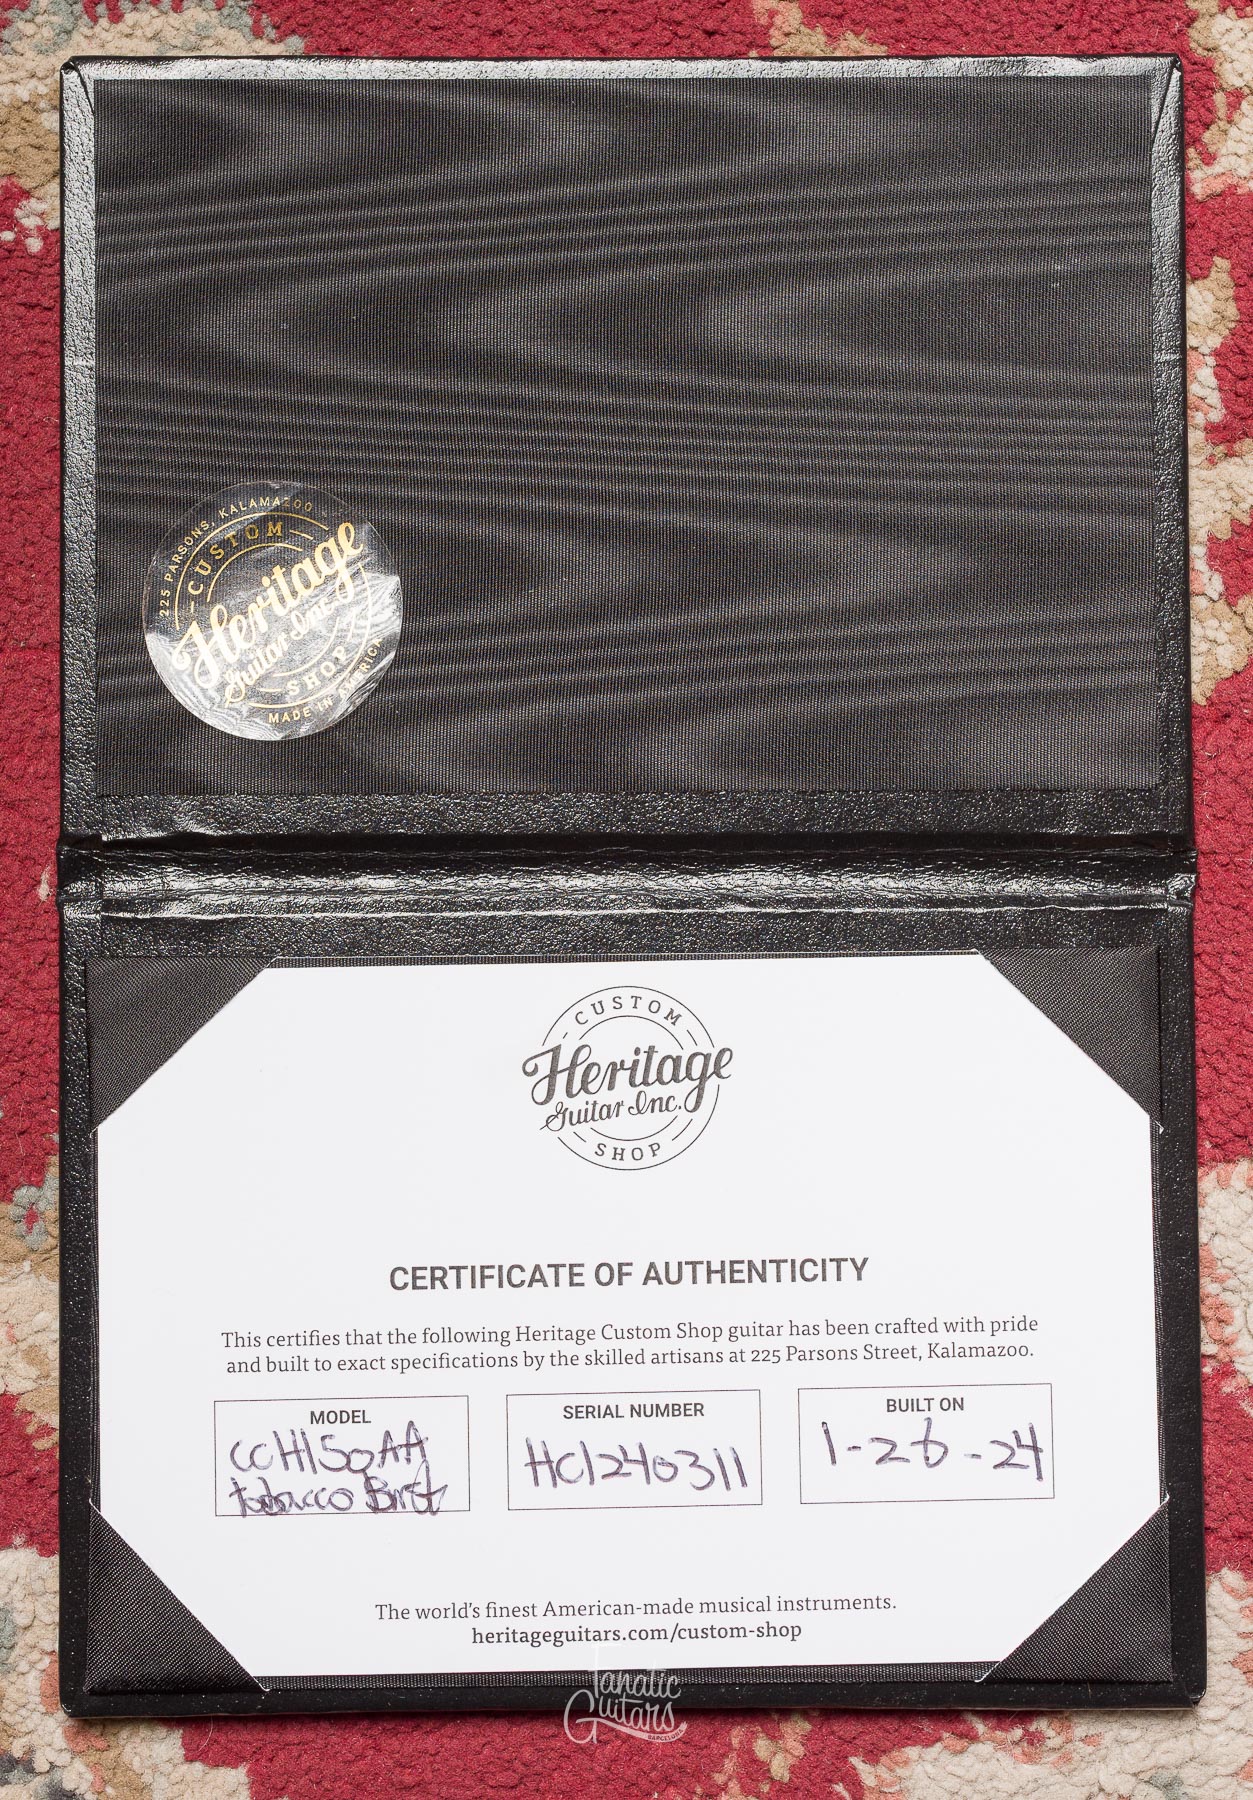 225 PARSONS, KALAMAZOO
CUSTOM
Heritage
Guitar Inc.
SHOP
MADE IN AMERICA
CUSTOM
Heritage
Guitar Inc.
SHOP
CERTIFICATE OF AUTHENTICITY
This certifies that the following Heritage Custom Shop guitar has been crafted with pride
and built to exact specifications by the skilled artisans at 225 Parsons Street, Kalamazoo.
MODEL
CCH150AA
tobacco Brst
SERIAL NUMBER
HC1240311
BUILT ON
1-26-24
The world's finest American-made musical instruments.
heritageguitars.com/custom-shop
Fanatic
Guitars
BARCELONA